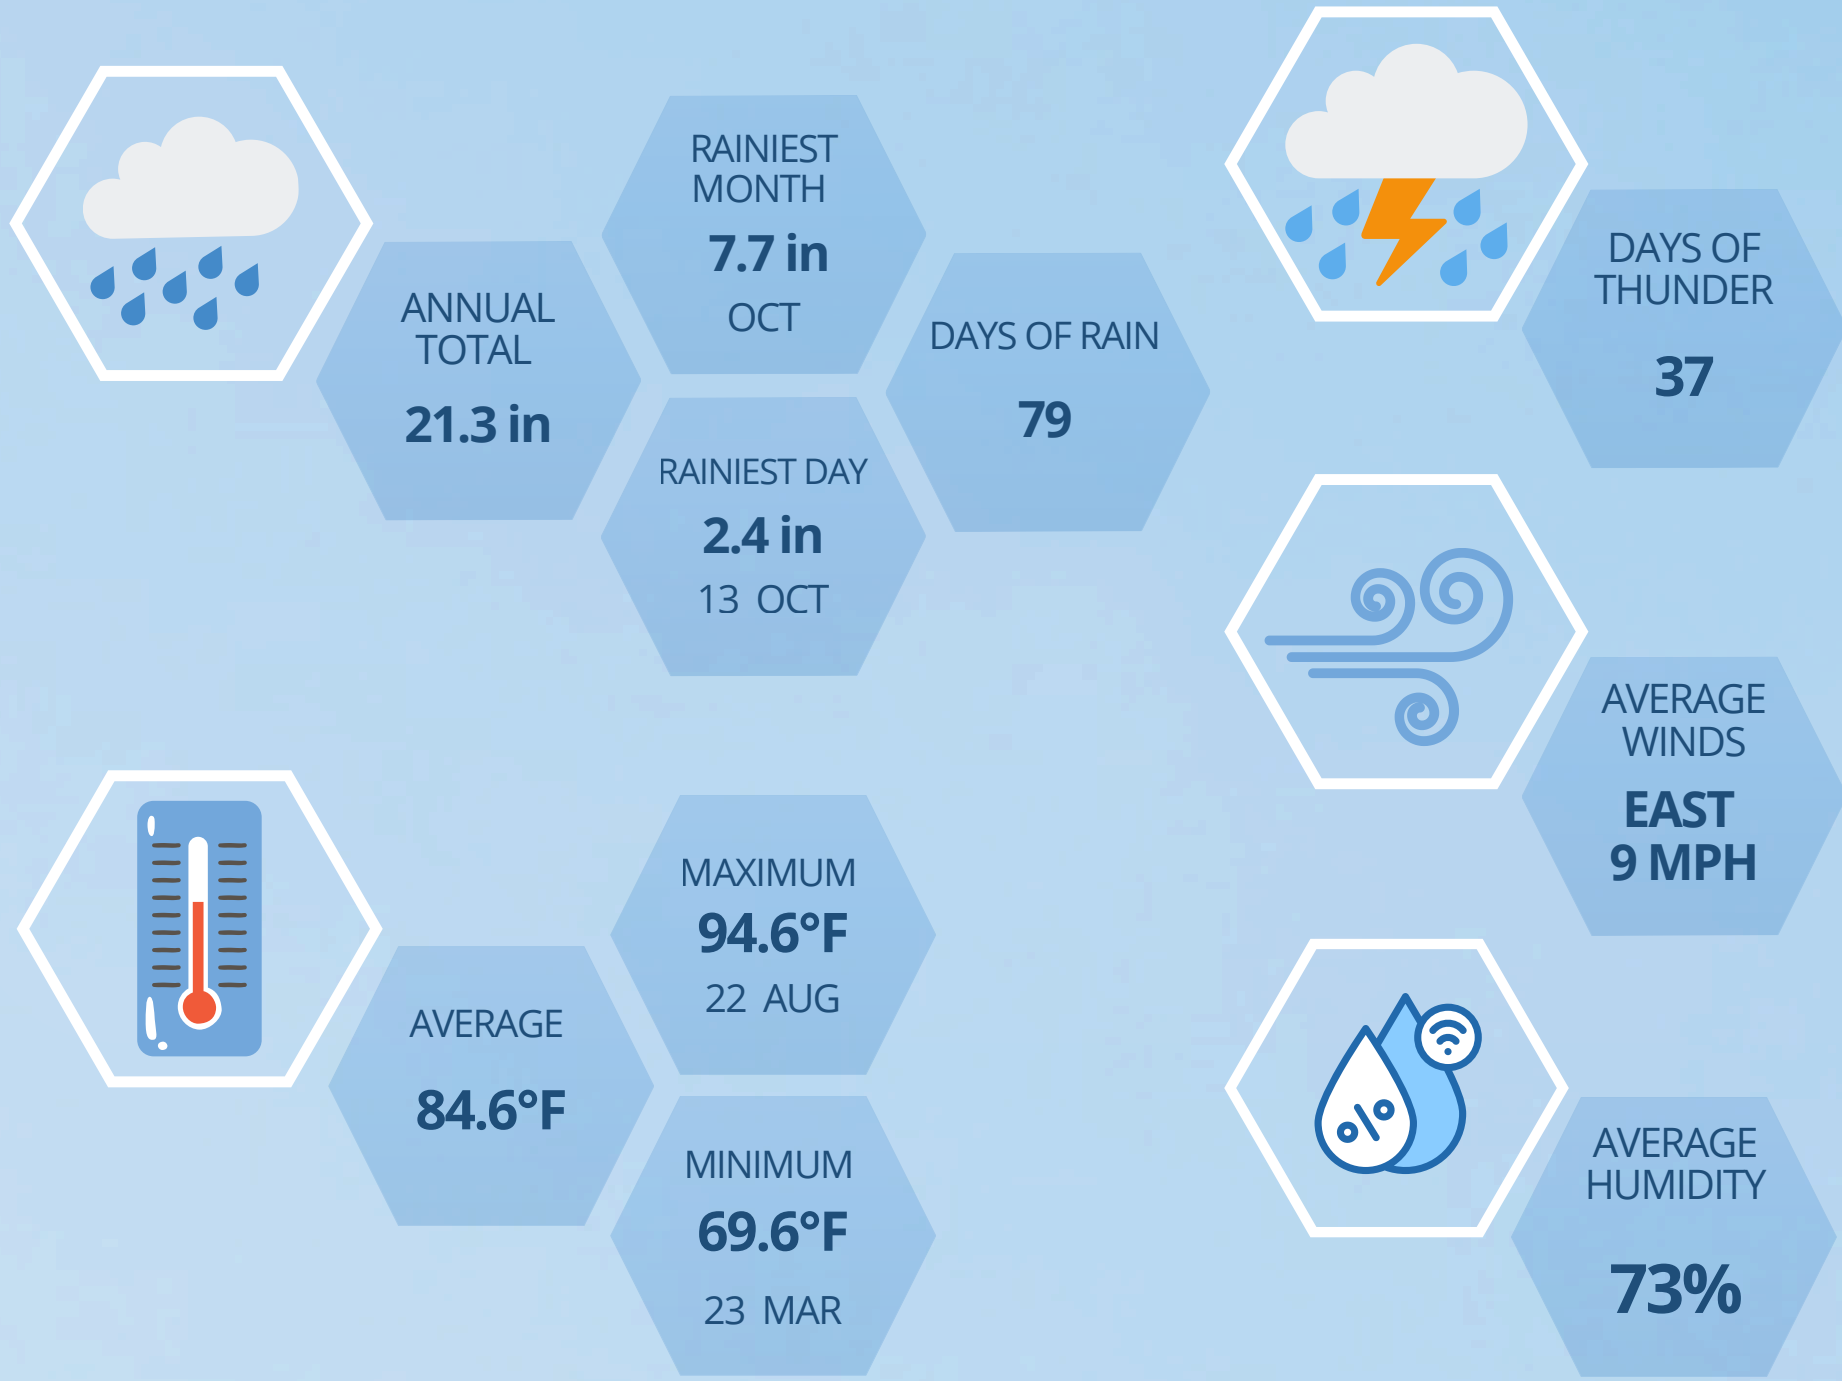 ANNUAL
TOTAL
21.3 in
RAINIEST
MONTH
7.7 in
OCT
RAINIEST DAY
2.4 in
13 OCT
DAYS OF RAIN
79
DAYS OF
THUNDER
37
AVERAGE
WINDS
EAST
9 MPH
AVERAGE
84.6°F
MAXIMUM
94.6°F
22 AUG
MINIMUM
69.6°F
23 MAR
%
AVERAGE
HUMIDITY
73%